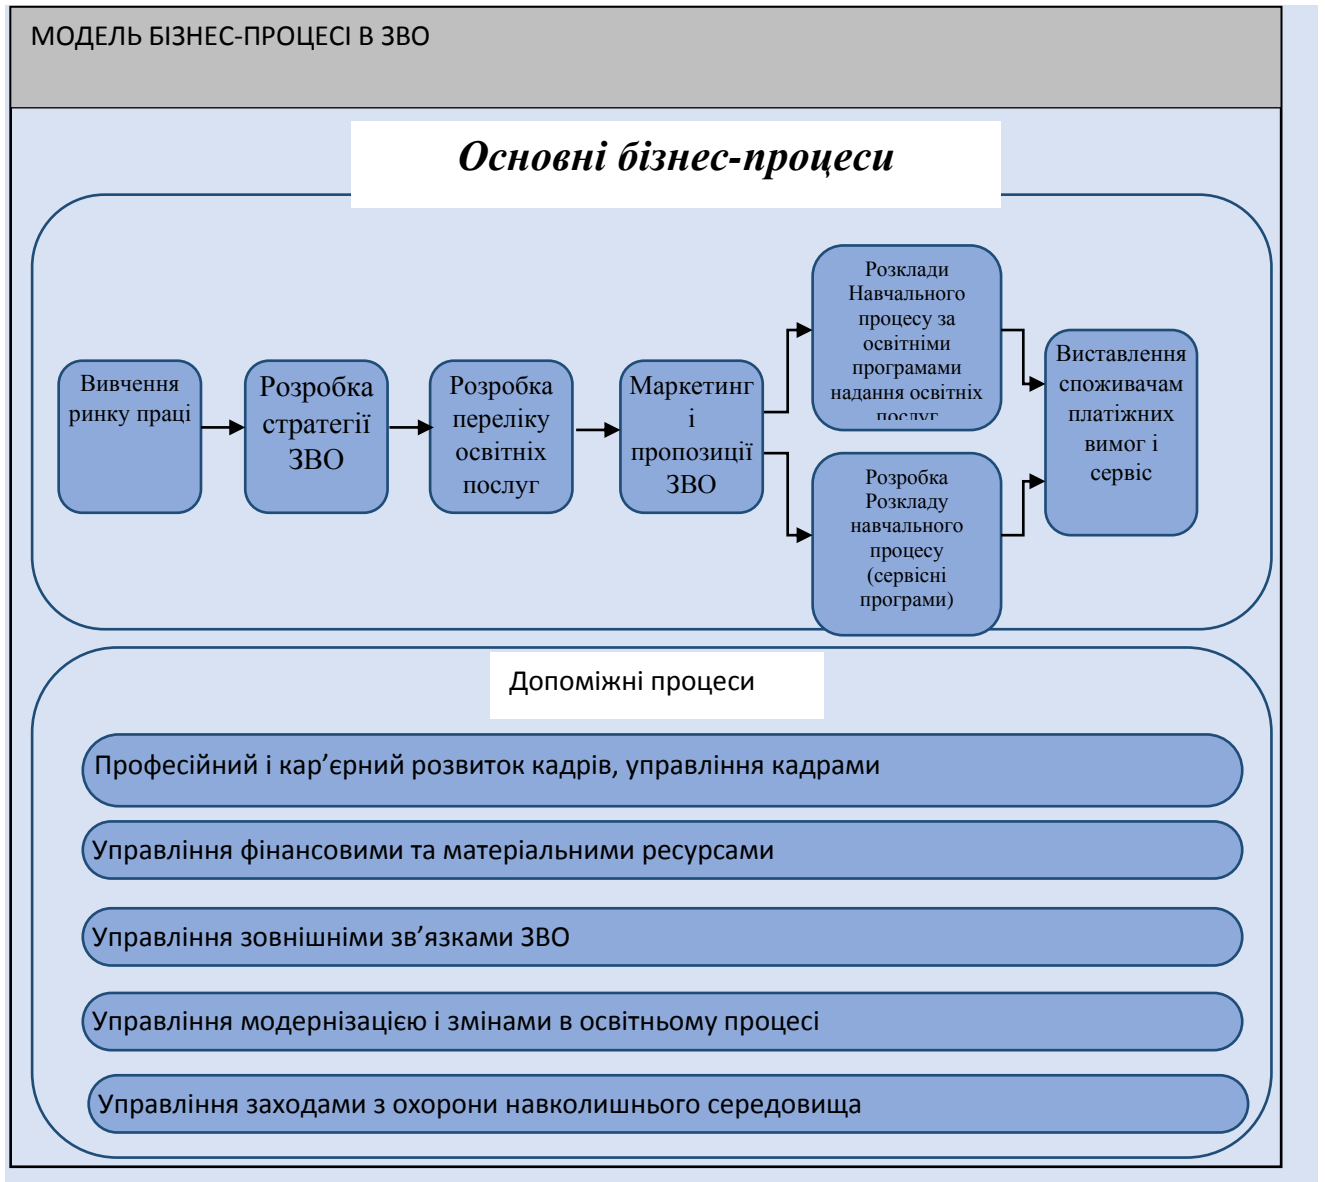 МОДЕЛЬ БІЗНЕС-ПРОЦЕСІ В ЗВО
Основні бізнес-процеси
Вивчення
ринку праці
Розробка
стратегії
ЗВО
Розробка
переліку
освітніх
послуг
Маркетинг
і
пропозиції
ЗВО
Розклади
Навчального
процесу за
освітніми
програмами
надання освітніх
послуг
Розробка
Розкладу
навчального
процесу
(сервісні
програми)
Виставлення
споживачам
платіжних
вимог і
сервіс
Допоміжні процеси
Професійний і кар’єрний розвиток кадрів, управління кадрами
Управління фінансовими та матеріальними ресурсами
Управління зовнішніми зв’язками ЗВО
Управління модернізацією і змінами в освітньому процесі
Управління заходами з охорони навколишнього середовища